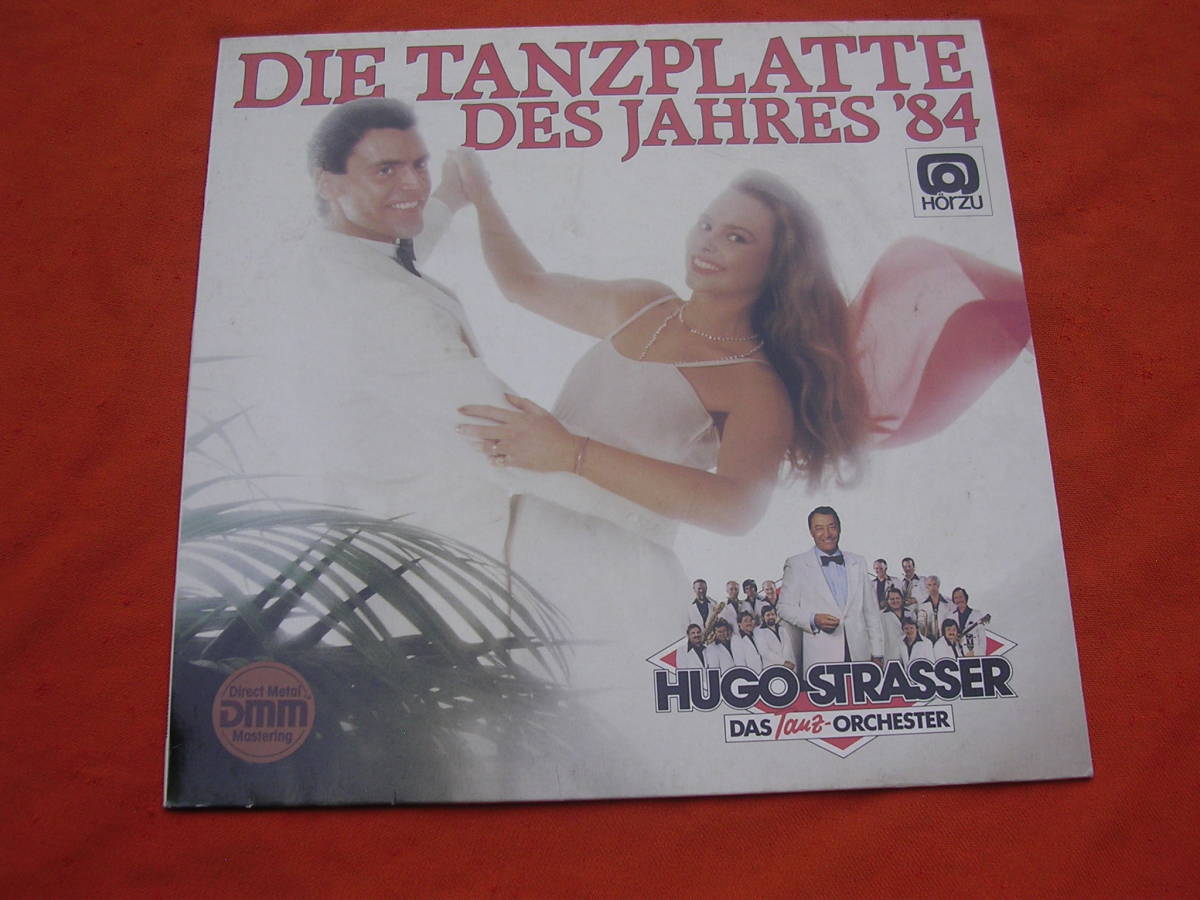 DIE TANZPLATTE
DES JAHRES '84
HÖRZU
HUGO STRASSER
DAS Tanz-ORCHESTER
Direct Metal
DMM
Mastering